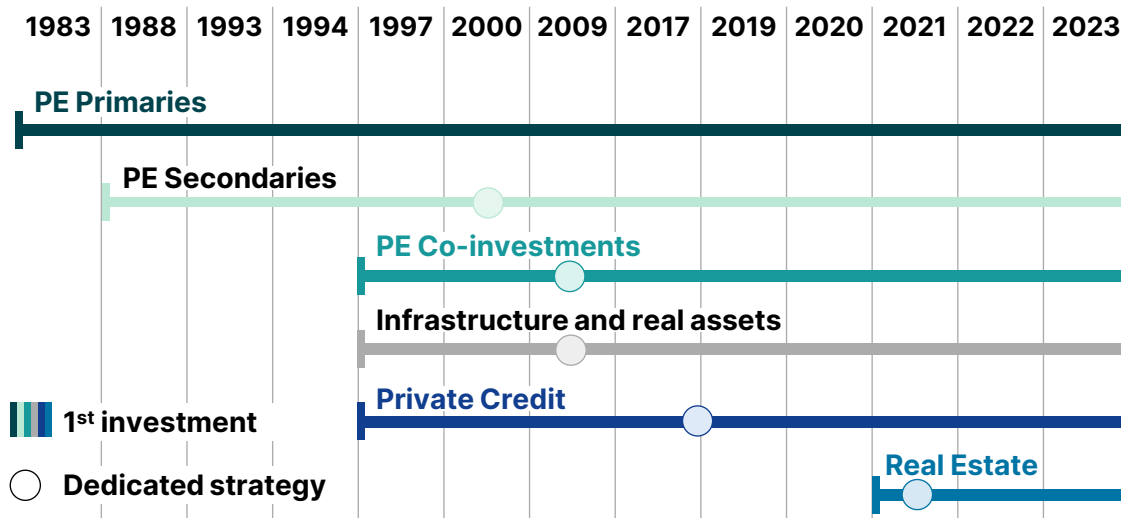 1983 1988 1993 1994 1997 2000 2009 2017 2019 2020 2021 2022 2023
PE Primaries
PE Secondaries
PE Co-investments
Infrastructure and real assets
Private Credit
1st investment
Real Estate
Dedicated strategy